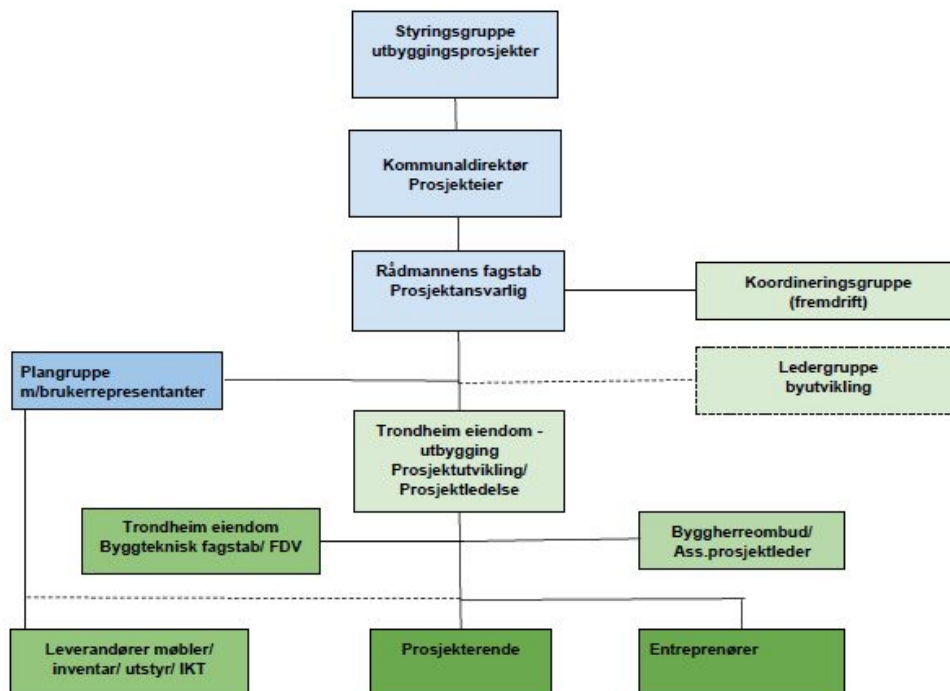 Styringsgruppe
utbyggingsprosjekter
Kommunaldirektør
Prosjekteier
Rådmannens fagstab
Prosjektansvarlig
Koordineringsgruppe
(fremdrift)
Plangruppe
m/brukerrepresentanter
Ledergruppe
byutvikling
Trondheim eiendom -
utbygging
Prosjektutvikling/
Prosjektledelse
Trondheim eiendom
Byggteknisk fagstab/ FDV
Byggherreombud/
Ass.prosjektleder
Leverandører møbler/
inventar/ utstyr/ IKT
Prosjekterende
Entreprenører